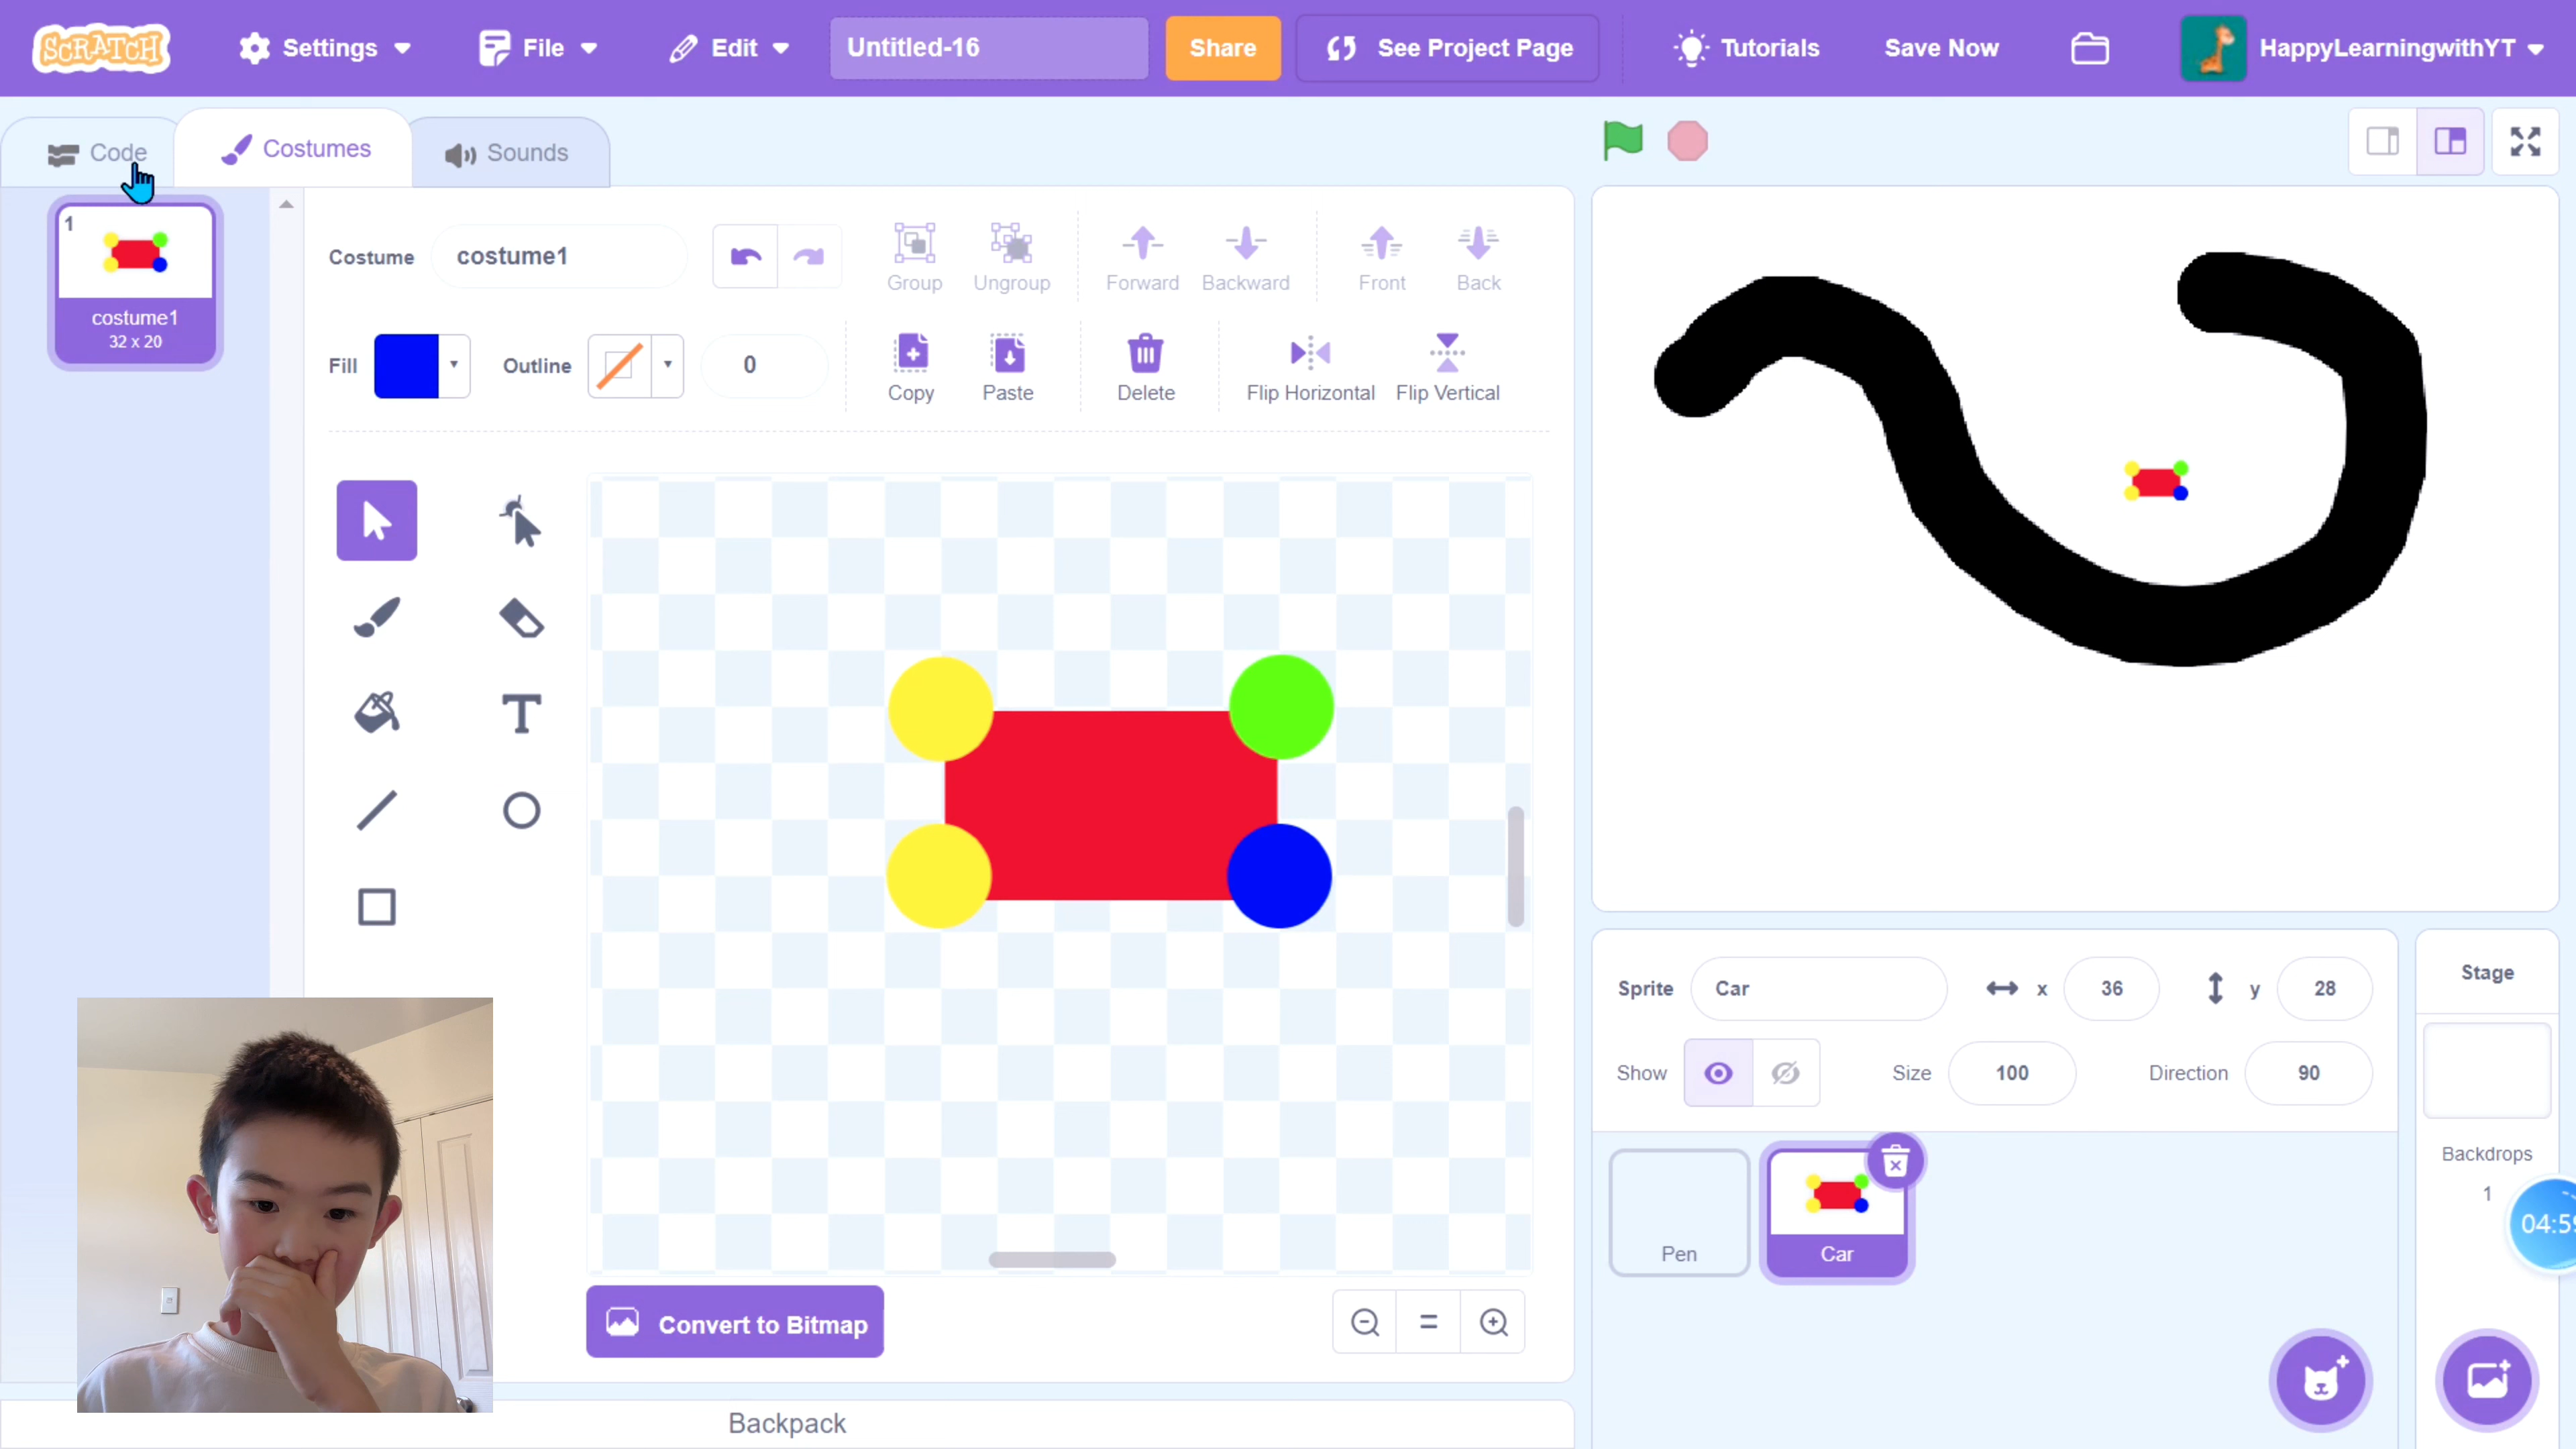 SCRATCH
Settings
File
Edit
Untitled-16
Share
See Project Page
Tutorials
Save Now
HappyLearningwithYT
Code
Costumes
Sounds
1
costume1
32 x 20
Costume
costume1
Group
Ungroup
Forward
Backward
Front
Back
Fill
Outline
0
Copy
Paste
Delete
Flip Horizontal
Flip Vertical
T
Convert to Bitmap
Backpack
Sprite
Car
x
36
y
28
Show
Size
100
Direction
90
Pen
Car
Stage
Backdrops
1